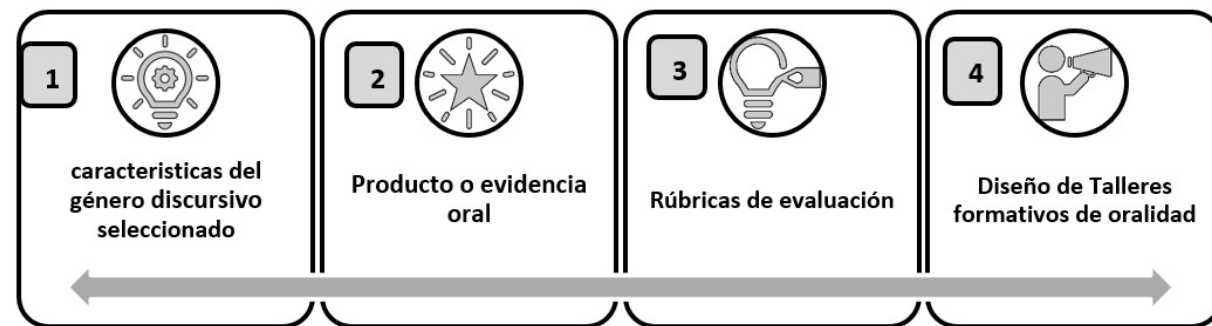 1
caracteristicas del
género discursivo
seleccionado
2
Producto o evidencia
oral
3
Rúbricas de evaluación
4
Diseño de Talleres
formativos de oralidad